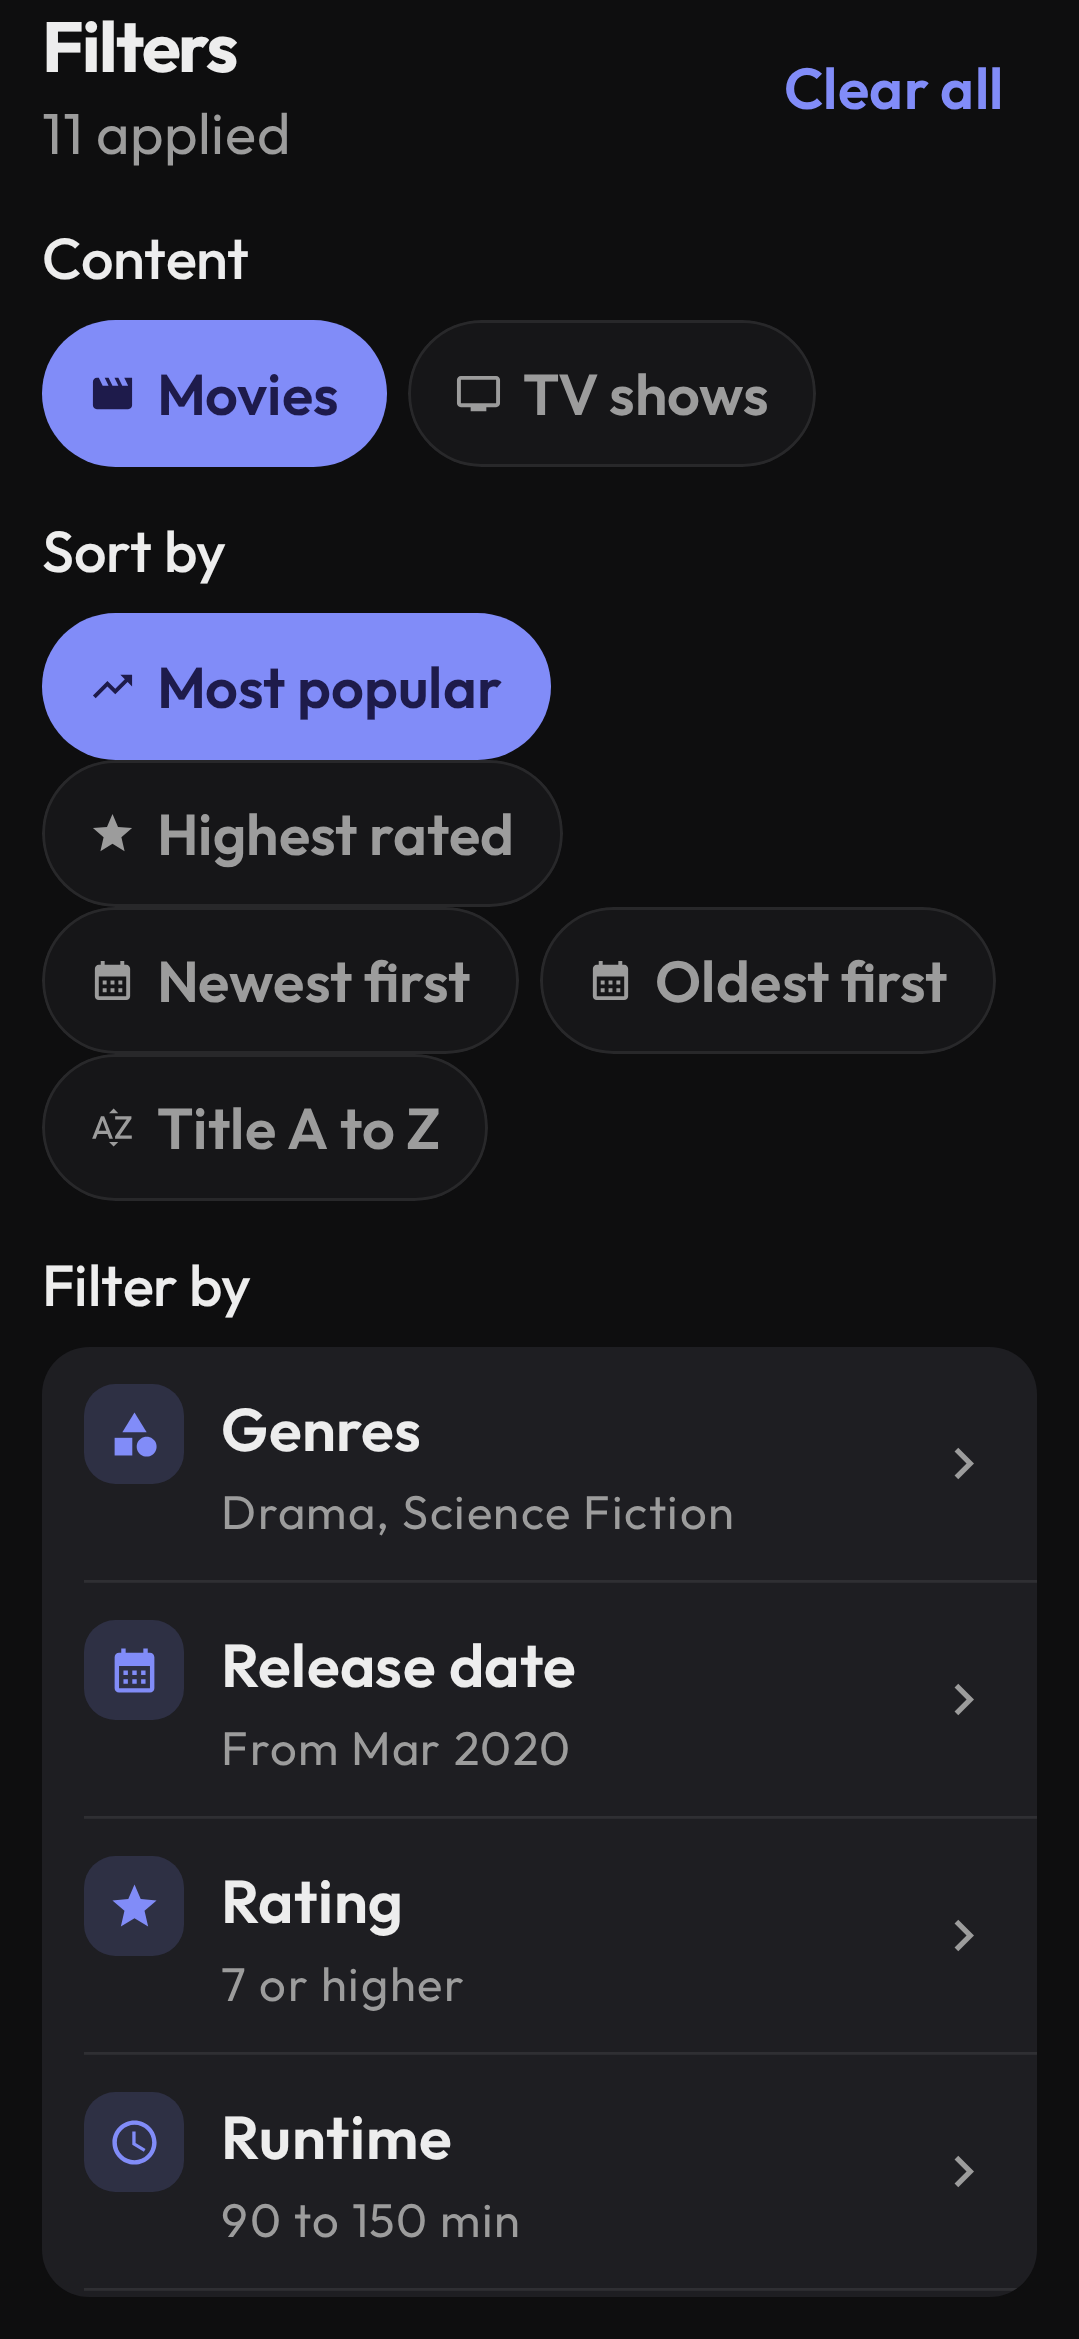 Filters
11 applied
Clear all
Content
Movies
TV shows
Sort by
Most popular
Highest rated
Newest first
Oldest first
Title A to Z
Filter by
Genres
Drama, Science Fiction
Release date
From Mar 2020
Rating
7 or higher
Runtime
90 to 150 min